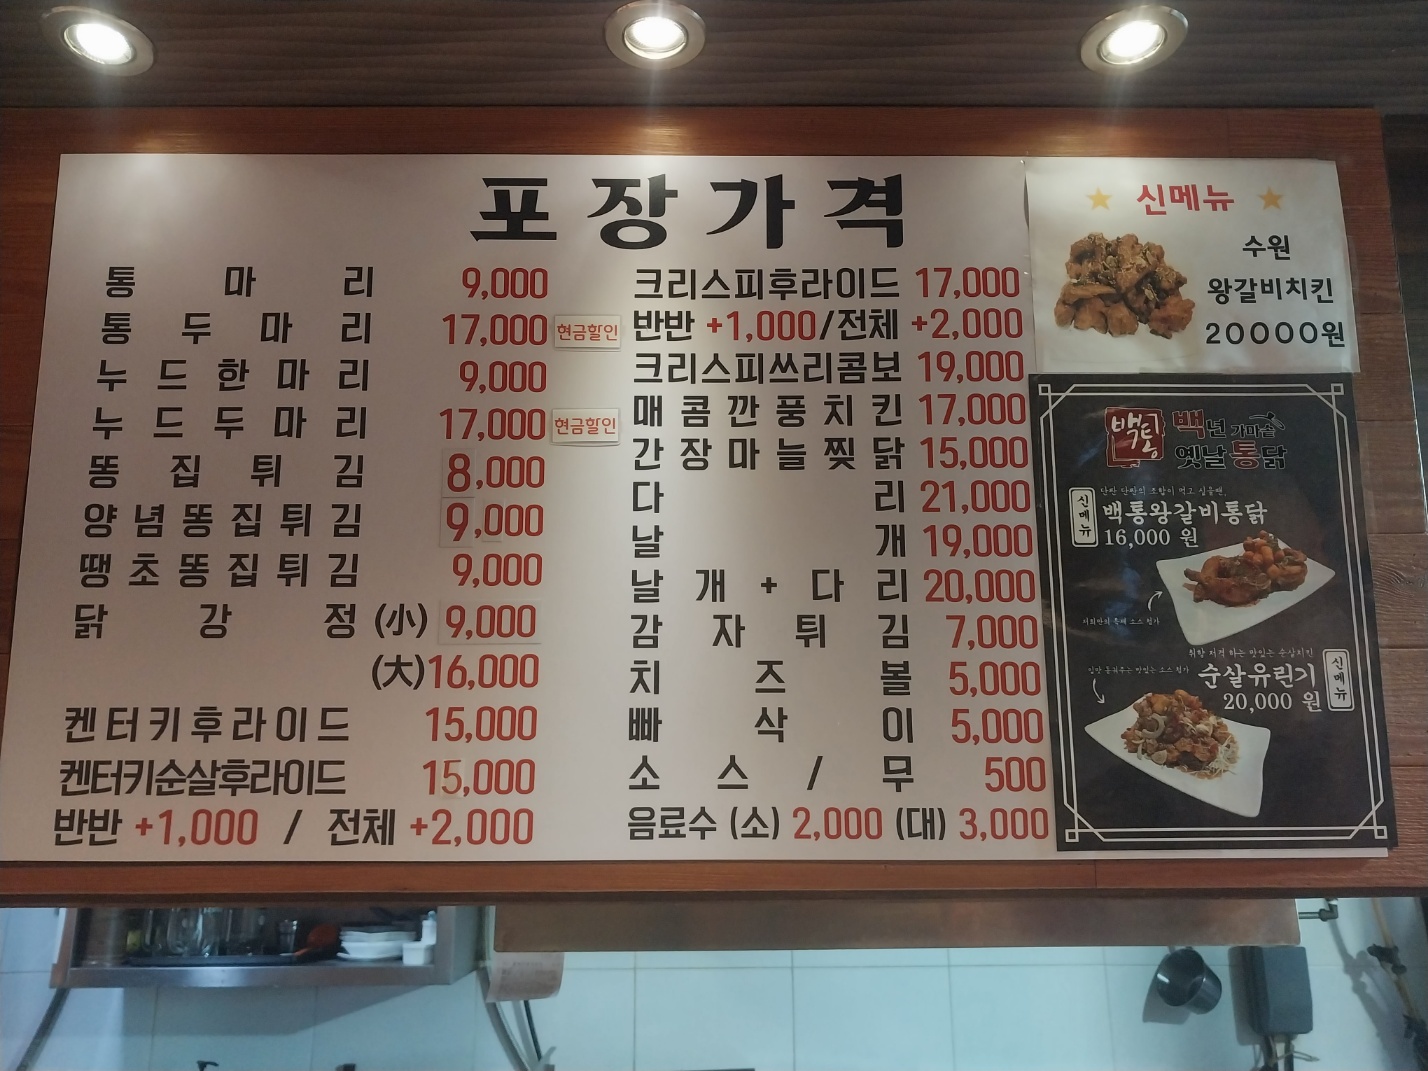 포장가격
통마리 9,000
통두마리 17,000 현금할인
누드한마리 9,000
누드두마리 17,000 현금할인
똥집튀김 8,000
양념똥집튀김 9,000
땡초똥집튀김 9,000
닭강정 (小) 9,000
(大) 16,000
켄터키후라이드 15,000
켄터키순살후라이드 15,000
반반 +1,000 / 전체 +2,000
크리스피후라이드 17,000
반반 +1,000/전체 +2,000
크리스피쓰리콤보 19,000
매콤깐풍치킨 17,000
간장마늘찢닭 15,000
다리 21,000
날개 19,000
날개+다리 20,000
감자튀김 7,000
치즈볼 5,000
빠삭이 5,000
소스/무 500
음료수 (소) 2,000 (대) 3,000
신메뉴
수원
왕갈비치킨
20000원
백통
백년 가마솥
옛날통닭
신메뉴
백통왕갈비통닭
16,000 원
순살유린기
20,000 원
신메뉴